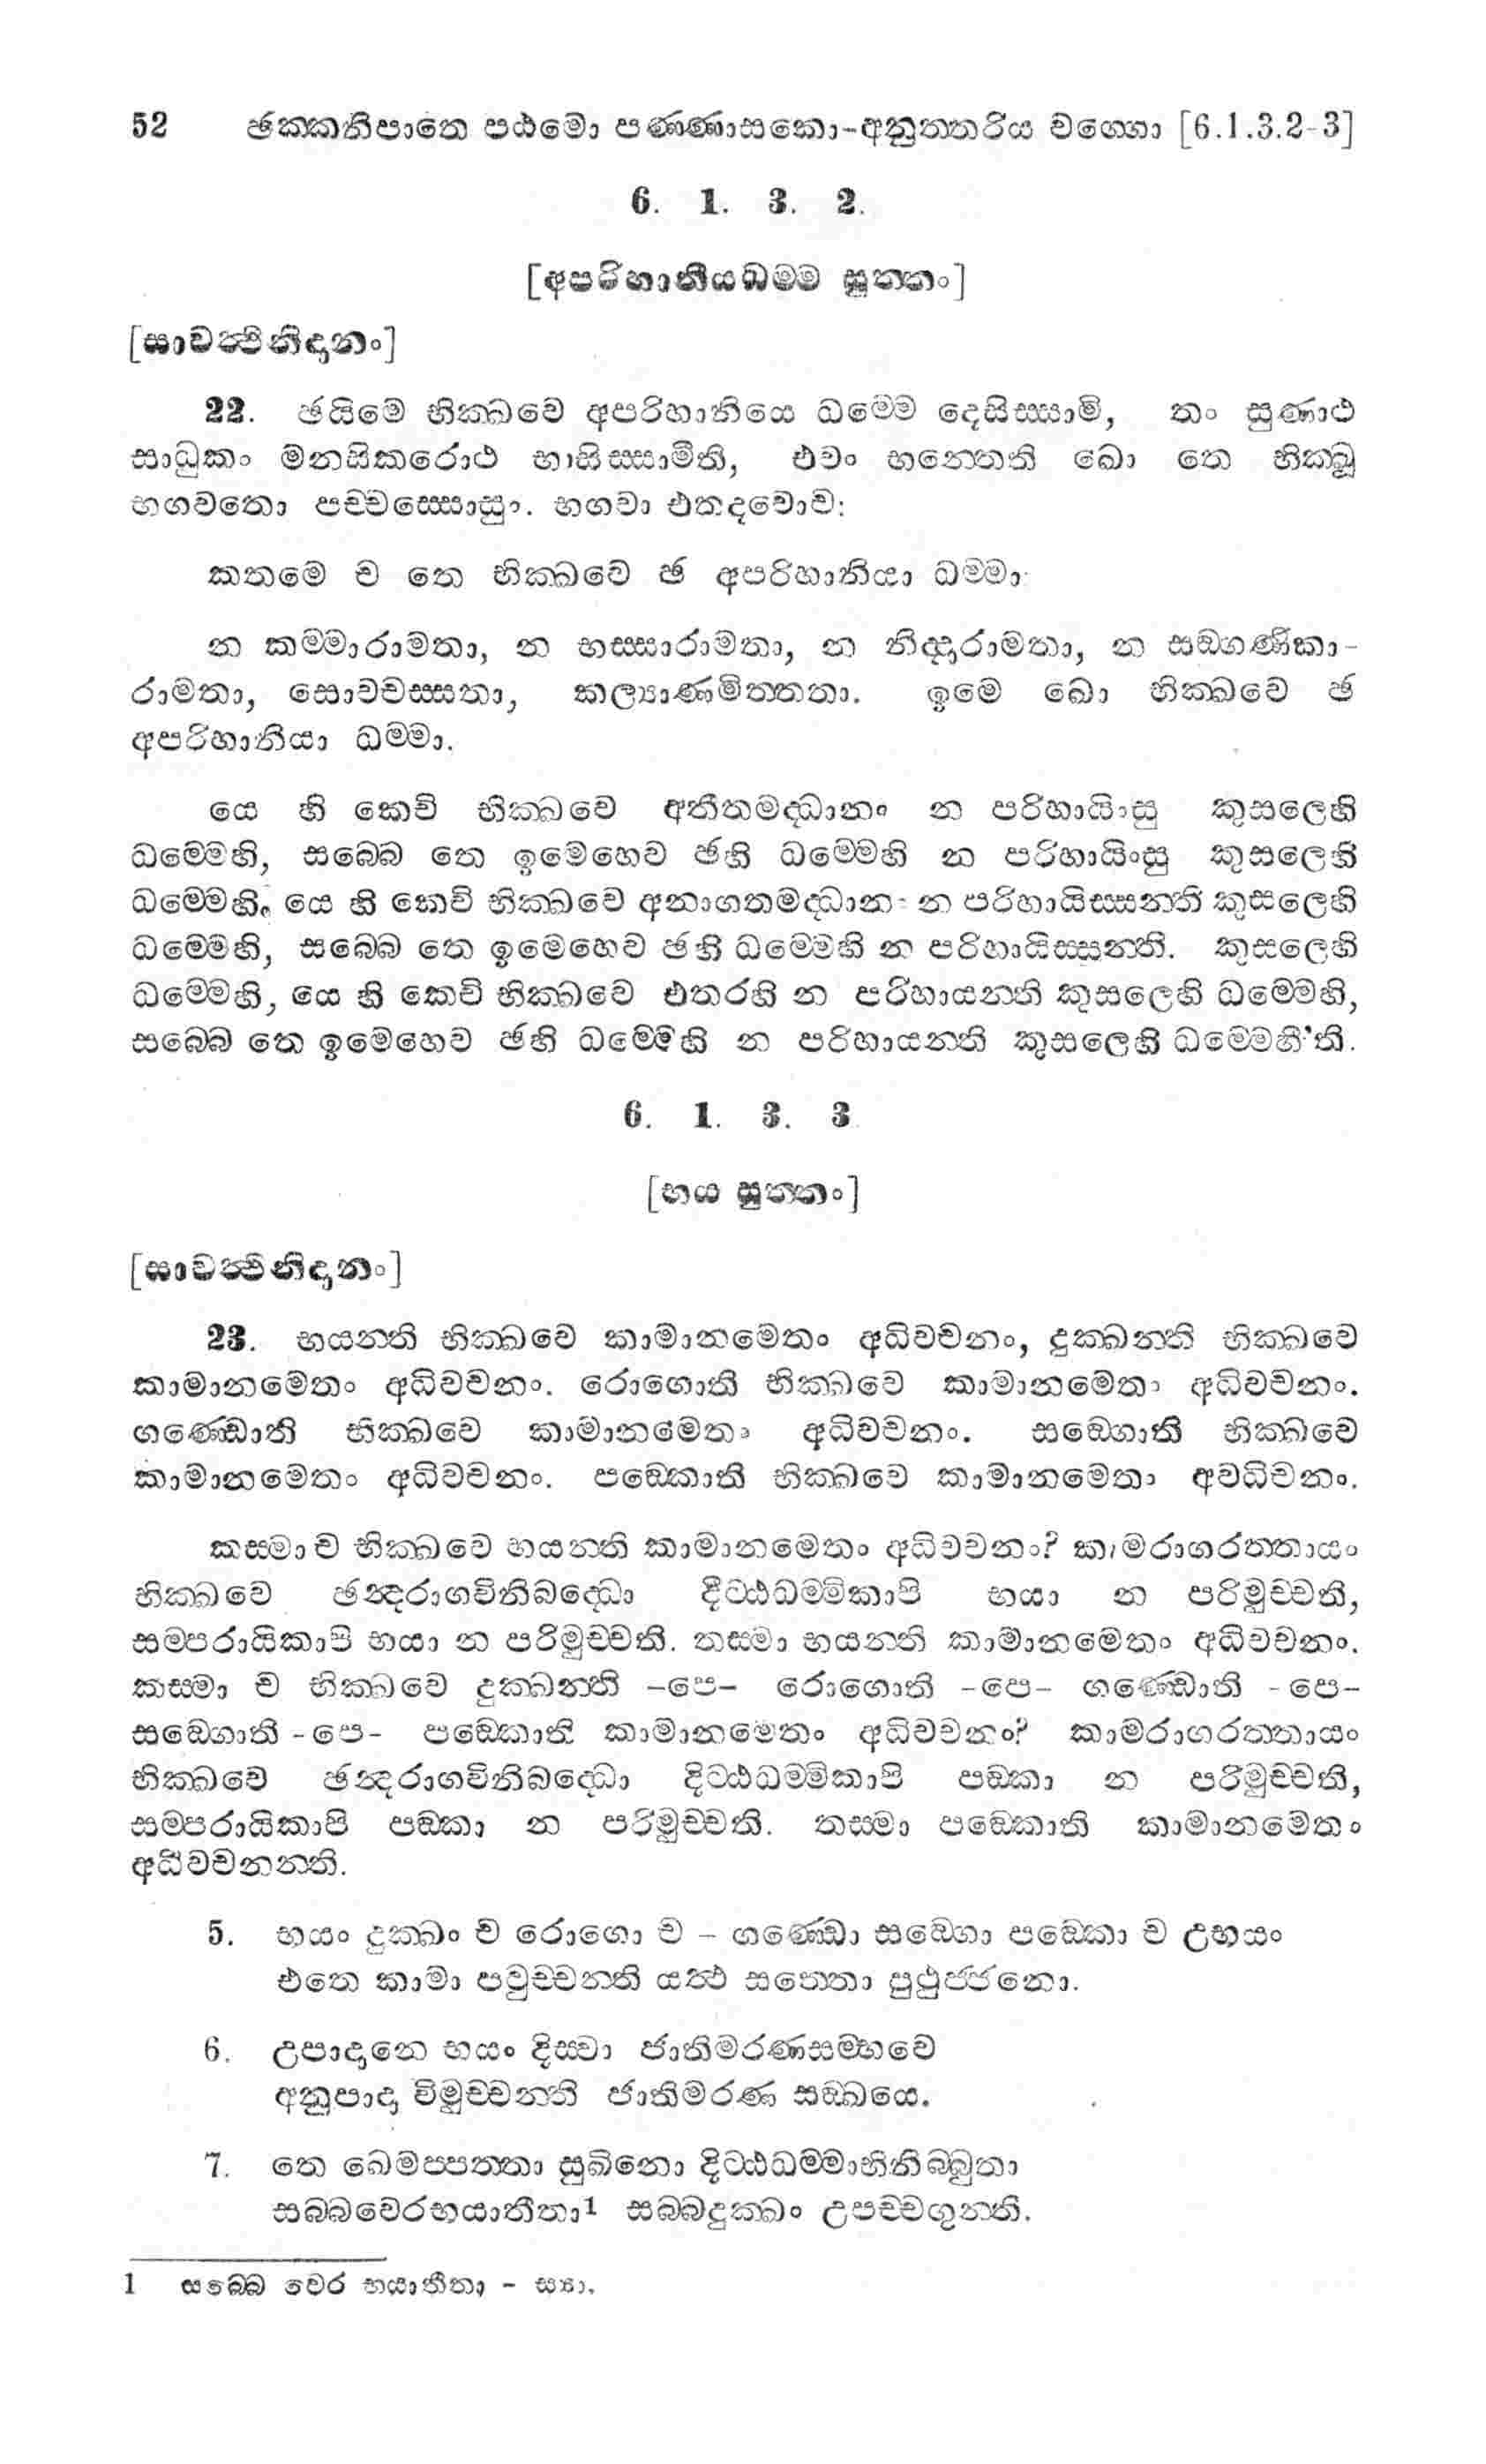 52 ඡක්කනිපාතෙ පඨමො පණ්ණාසකො-අනුත්තරිය වග්ගො [6.1.3.2-3]
6. 1. 3. 2.
[අපරිහානීයධම්ම සුත්තං]
[සාවත්ථිනිදානං]
22. ඡයිමෙ භික්ඛවෙ අපරිහානියෙ ධම්මෙ දෙසිස්සාමි, තං සුණාථ
සාධුකං මනසිකරොථ භාසිස්සාමීති, එවං භන්තෙති ඛො තෙ භික්ඛූ
භගවතො පච්චස්සොසුං. භගවා එතදවොච:
කතමෙ ච තෙ භික්ඛවෙ ඡ අපරිහානියා ධම්මා:
න කම්මාරාමතා, න භස්සාරාමතා, න නිද්දාරාමතා, න සඞ්ගණිකා-
රාමතා, සොවචස්සතා, කල්‍යාණමිත්තතා. ඉමෙ ඛො භික්ඛවෙ ඡ
අපරිහානියා ධම්මා.
යෙ හි කෙචි භික්ඛවෙ අතීතමද්ධානං න පරිහායිංසු කුසලෙහි
ධම්මෙහි, සබ්බෙ තෙ ඉමෙහෙව ඡහි ධම්මෙහි න පරිහායිංසු කුසලෙහි
ධම්මෙහි. යෙ හි කෙචි භික්ඛවෙ අනාගතමද්ධානං න පරිහායිස්සන්ති කුසලෙහි
ධම්මෙහි, සබ්බෙ තෙ ඉමෙහෙව ඡහි ධම්මෙහි න පරිහායිස්සන්ති. කුසලෙහි
ධම්මෙහි, යෙ හි කෙචි භික්ඛවෙ එතරහි න පරිහායන්ති කුසලෙහි ධම්මෙහි,
සබ්බෙ තෙ ඉමෙහෙව ඡහි ධම්මෙහි න පරිහායන්ති කුසලෙහි ධම්මෙහී'ති.
6. 1. 3. 3
[භය සුත්තං]
[සාවත්ථිනිදානං]
23. භයන්ති භික්ඛවෙ කාමානමෙතං අධිවචනං, දුක්ඛන්ති භික්ඛවෙ
කාමානමෙතං අධිවචනං. රොගොති භික්ඛවෙ කාමානමෙතං අධිවචනං.
ගණ්ඩොති භික්ඛවෙ කාමානමෙතං අධිවචනං. සඞ්ගොති භික්ඛවෙ
කාමානමෙතං අධිවචනං. පඞ්කොති භික්ඛවෙ කාමානමෙතං අවධිචනං.
කස්මා ච භික්ඛවෙ භයන්ති කාමානමෙතං අධිවචනං? කාමරාගරත්තායං
භික්ඛවෙ ඡන්දරාගවිනිබද්ධො දිට්ඨධම්මිකාපි භයා න පරිමුච්චති,
සම්පරායිකාපි භයා න පරිමුච්චති. තස්මා භයන්ති කාමානමෙතං අධිවචනං.
කස්මා ච භික්ඛවෙ දුක්ඛන්ති -පෙ- රොගොති -පෙ- ගණ්ඩොති -පෙ-
සඞ්ගොති -පෙ- පඞ්කොති කාමානමෙතං අධිවචනං? කාමරාගරත්තායං
භික්ඛවෙ ඡන්දරාගවිනිබද්ධො දිට්ඨධම්මිකාපි පඞ්කා න පරිමුච්චති,
සම්පරායිකාපි පඞ්කා න පරිමුච්චති. තස්මා පඞ්කොති කාමානමෙතං
අධිවචනන්ති.
5. භයං දුක්ඛං ච රොගො ච - ගණ්ඩො සඞ්ගො පඞ්කො ච උභයං
එතෙ කාමා පවුච්චන්ති යත්ථ සත්තො පුථුජ්ජනො.
6. උපාදානෙ භයං දිස්වා ජාතිමරණසම්භවෙ
අනුපාදා විමුච්චන්ති ජාතිමරණ සඞ්ඛයෙ.
7. තෙ ඛෙමප්පත්තා සුඛිනො දිට්ඨධම්මාභිනිබ්බුතා
සබ්බවෙරභයාතීතා1 සබ්බදුක්ඛං උපච්චගුන්ති.
1 සබ්බෙ වෙර භයාතීතා - ස්‍යා,